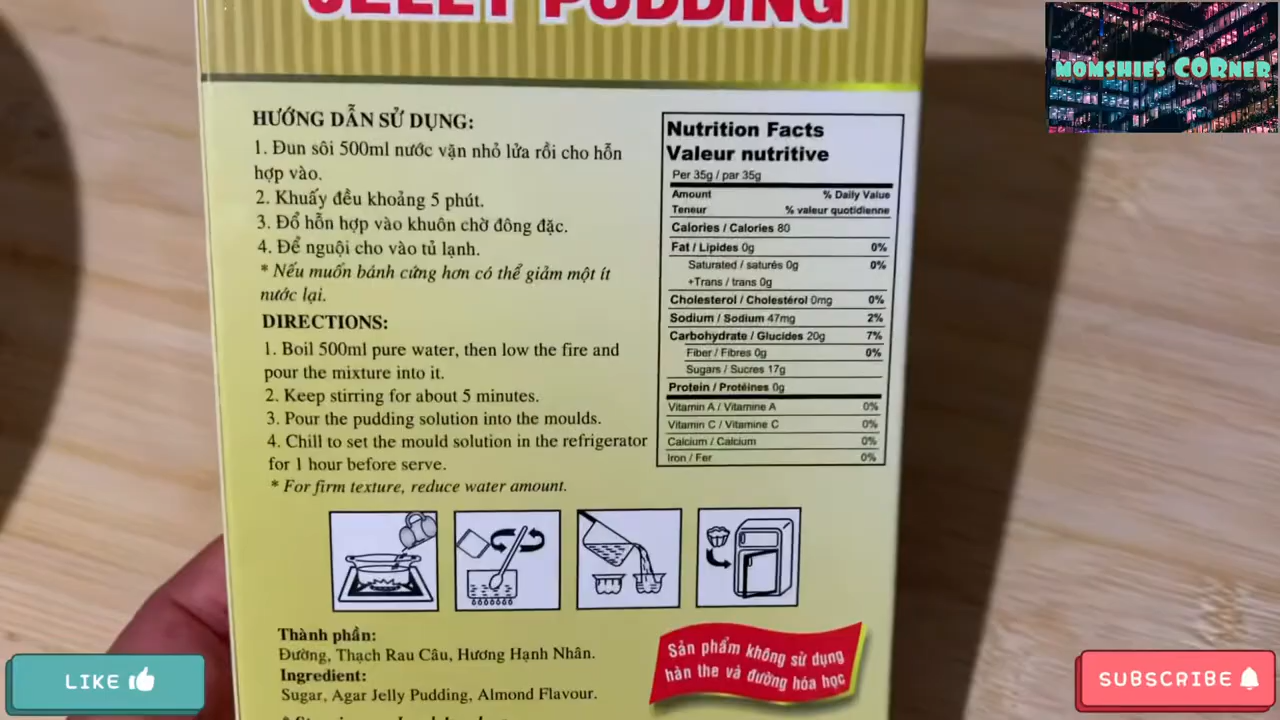 JELLY PUDDING
MOMSHIES CORNER
HƯỚNG DẪN SỬ DỤNG:
1. Đun sôi 500ml nước vặn nhỏ lửa rồi cho hỗn
hợp vào.
2. Khuấy đều khoảng 5 phút.
3. Đổ hỗn hợp vào khuôn chờ đông đặc.
4. Để nguội cho vào tủ lạnh.
* Nếu muốn bánh cứng hơn có thể giảm một ít
nước lại.
DIRECTIONS:
1. Boil 500ml pure water, then low the fire and
pour the mixture into it.
2. Keep stirring for about 5 minutes.
3. Pour the pudding solution into the moulds.
4. Chill to set the mould solution in the refrigerator
for 1 hour before serve.
* For firm texture, reduce water amount.
Nutrition Facts
Valeur nutritive
Per 35g / par 35g
Amount % Daily Value
Teneur % valeur quotidienne
Calories / Calories 80
Fat / Lipides 0g 0%
Saturated / saturés 0g 0%
+Trans / trans 0g
Cholesterol / Cholestérol 0mg 0%
Sodium / Sodium 47mg 2%
Carbohydrate / Glucides 20g 7%
Fiber / Fibres 0g 0%
Sugars / Sucres 17g
Protein / Protéines 0g
Vitamin A / Vitamine A 0%
Vitamin C / Vitamine C 0%
Calcium / Calcium 0%
Iron / Fer 0%
Thành phần:
Đường, Thạch Rau Câu, Hương Hạnh Nhân.
Ingredient:
Sugar, Agar Jelly Pudding, Almond Flavour.
Sản phẩm không sử dụng
hàn the và đường hóa học
LIKE
SUBSCRIBE